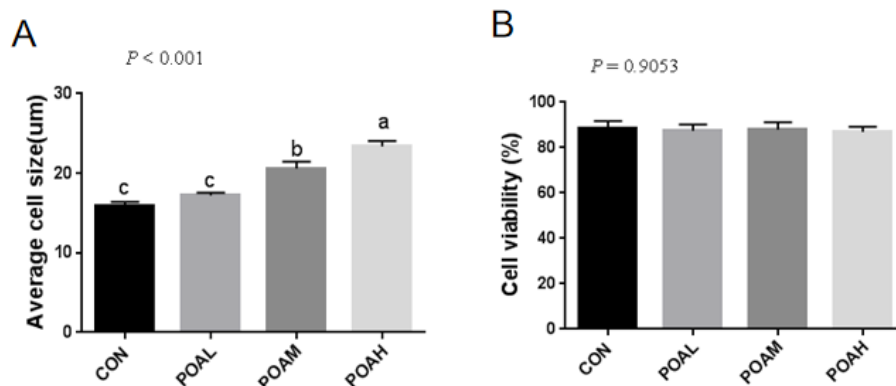 A
P < 0.001
Average cell size(um)
30
20
10
0
c
c
b
a
CON
POAL
POAM
POAH
B
P = 0.9053
Cell viability (%)
100
80
60
40
20
0
CON
POAL
POAM
POAH